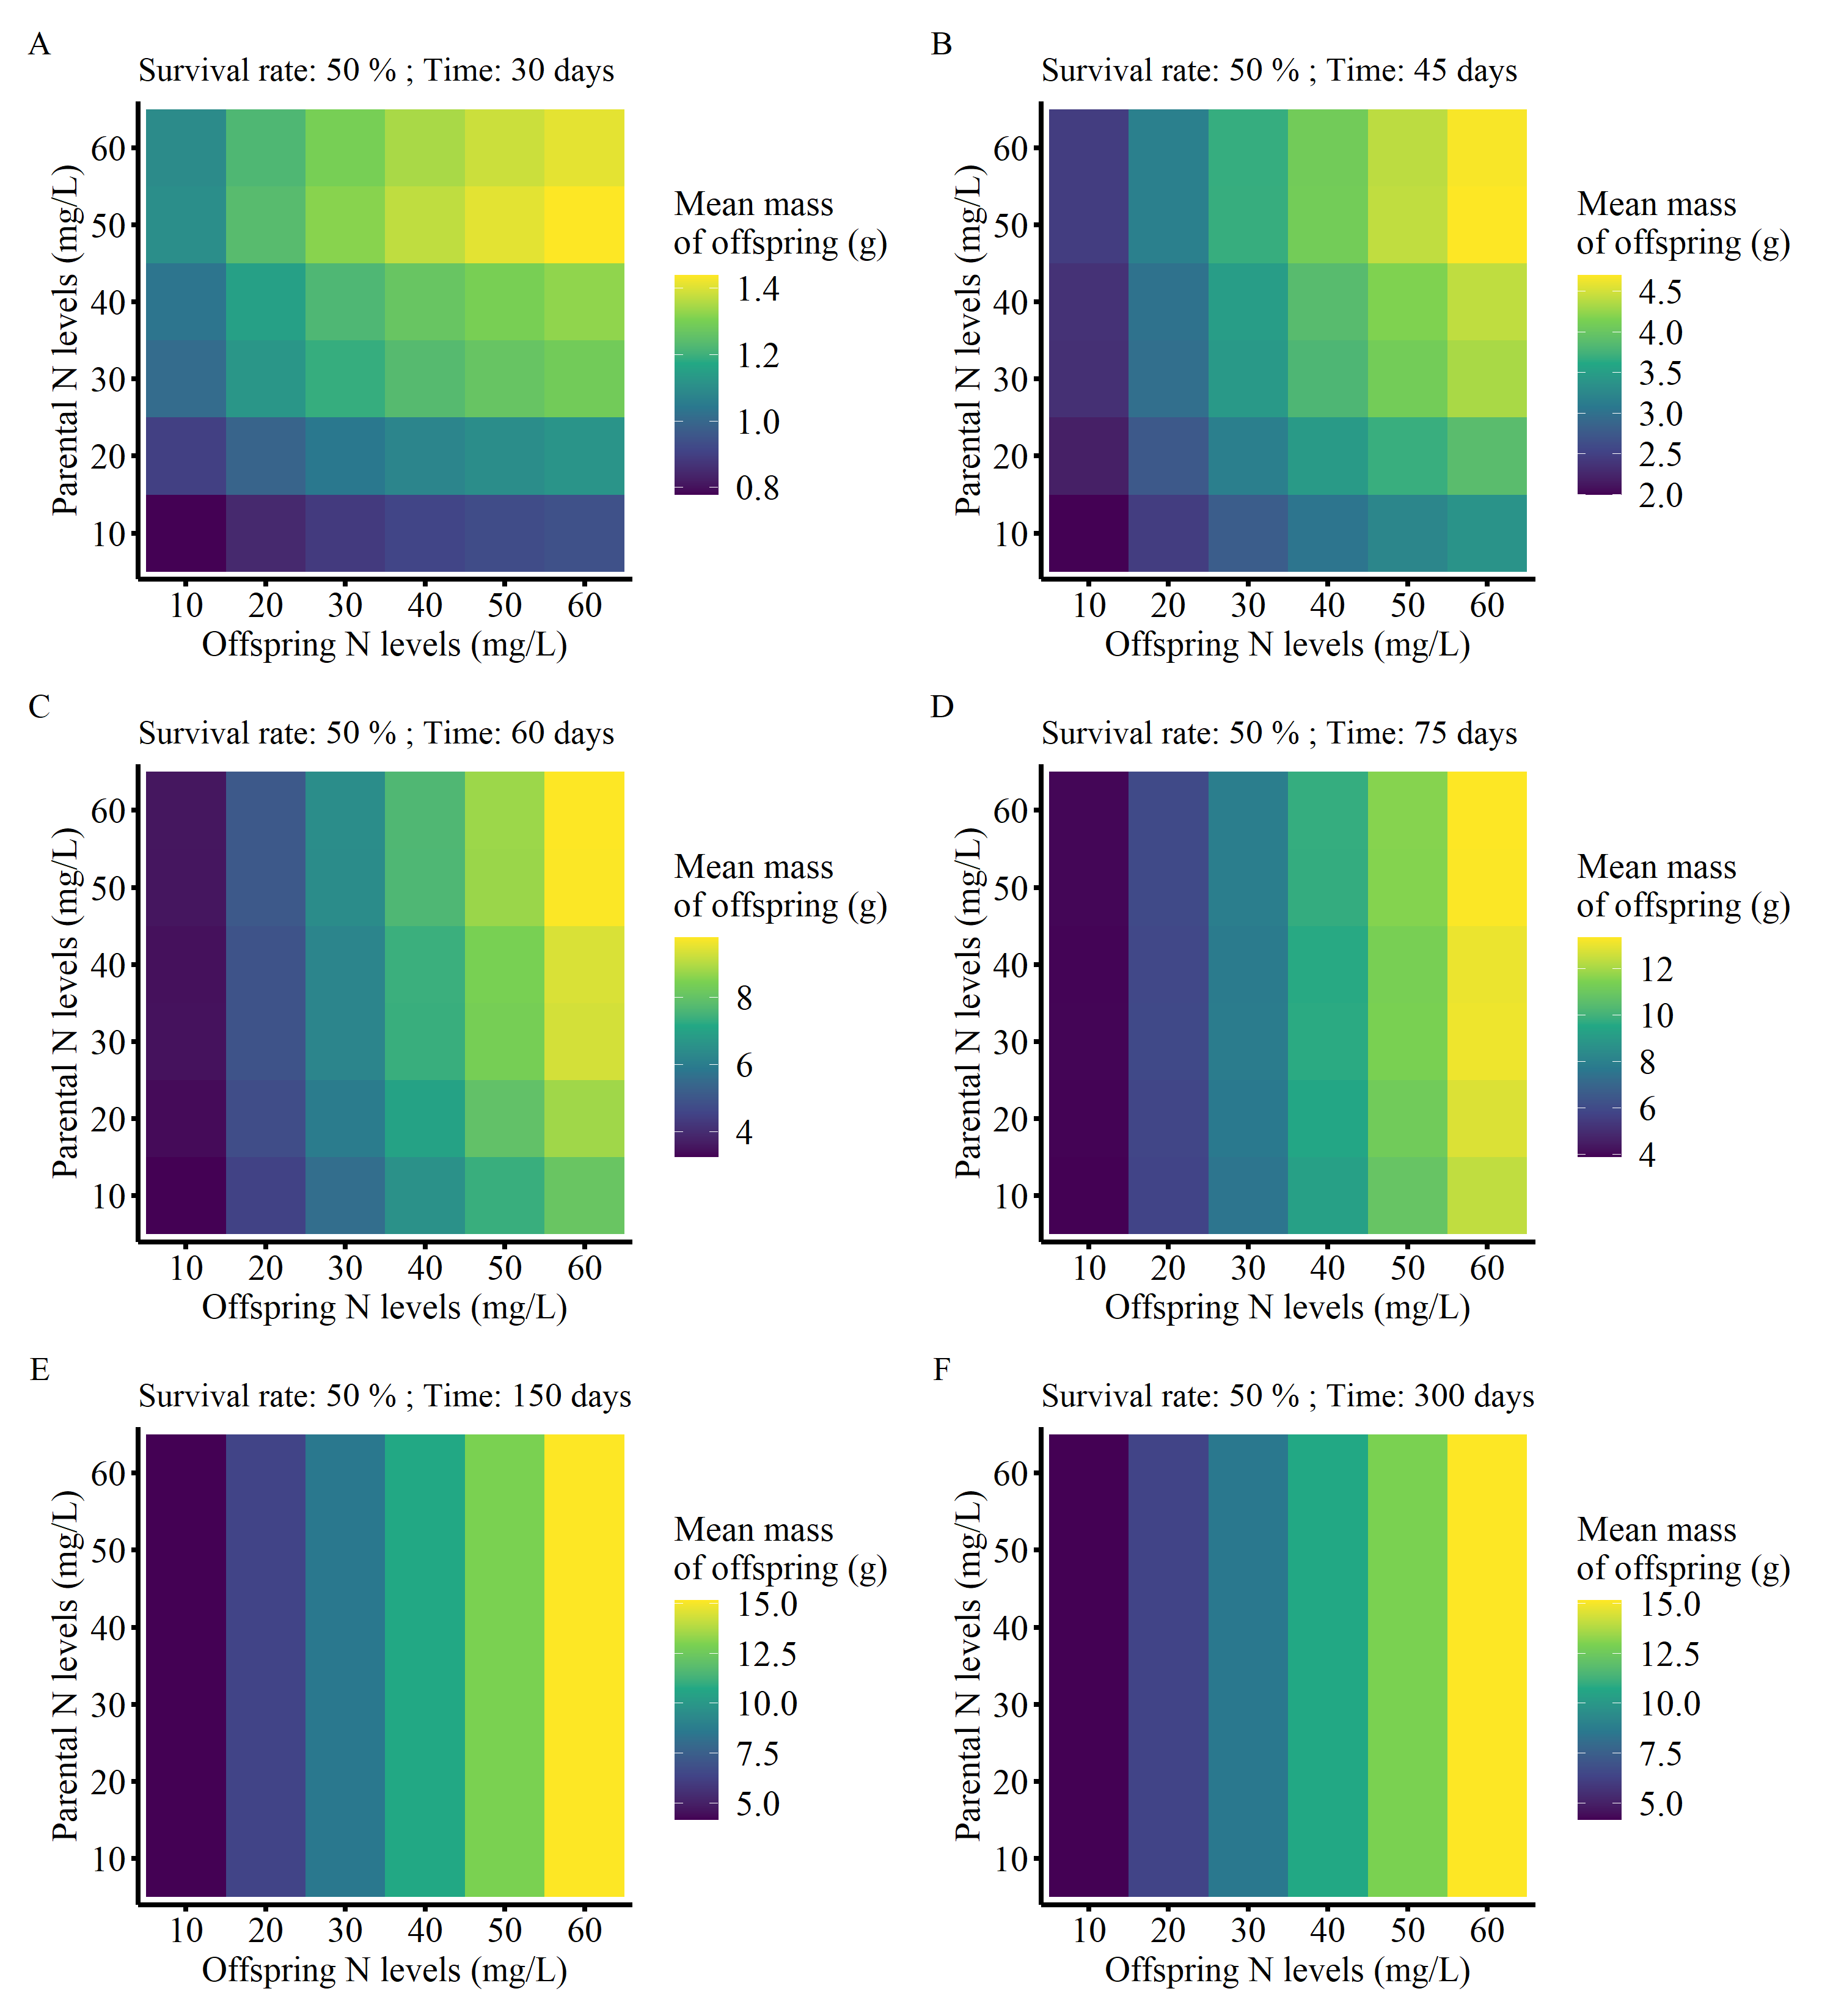 A
Survival rate: 50 % ; Time: 30 days
Parental N levels (mg/L)
60
50
40
30
20
10
10 20 30 40 50 60
Offspring N levels (mg/L)
Mean mass
of offspring (g)
1.4
1.2
1.0
0.8
B
Survival rate: 50 % ; Time: 45 days
Parental N levels (mg/L)
60
50
40
30
20
10
10 20 30 40 50 60
Offspring N levels (mg/L)
Mean mass
of offspring (g)
4.5
4.0
3.5
3.0
2.5
2.0
C
Survival rate: 50 % ; Time: 60 days
Parental N levels (mg/L)
60
50
40
30
20
10
10 20 30 40 50 60
Offspring N levels (mg/L)
Mean mass
of offspring (g)
8
6
4
D
Survival rate: 50 % ; Time: 75 days
Parental N levels (mg/L)
60
50
40
30
20
10
10 20 30 40 50 60
Offspring N levels (mg/L)
Mean mass
of offspring (g)
12
10
8
6
4
E
Survival rate: 50 % ; Time: 150 days
Parental N levels (mg/L)
60
50
40
30
20
10
10 20 30 40 50 60
Offspring N levels (mg/L)
Mean mass
of offspring (g)
15.0
12.5
10.0
7.5
5.0
F
Survival rate: 50 % ; Time: 300 days
Parental N levels (mg/L)
60
50
40
30
20
10
10 20 30 40 50 60
Offspring N levels (mg/L)
Mean mass
of offspring (g)
15.0
12.5
10.0
7.5
5.0